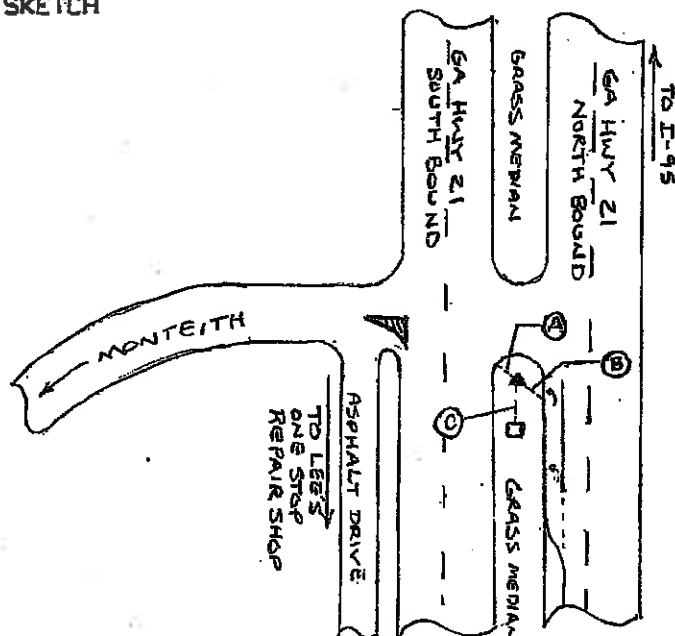 SKETCH
TO I-95
GA HWY 21
NORTH BOUND
GRASS MEDIAN
GA HWY 21
SOUTH BOUND
MONTEITH
A
B
C
GRASS MEDIAN
ASPHALT DRIVE
TO LEE'S
ONE STOP
REPAIR SHOP